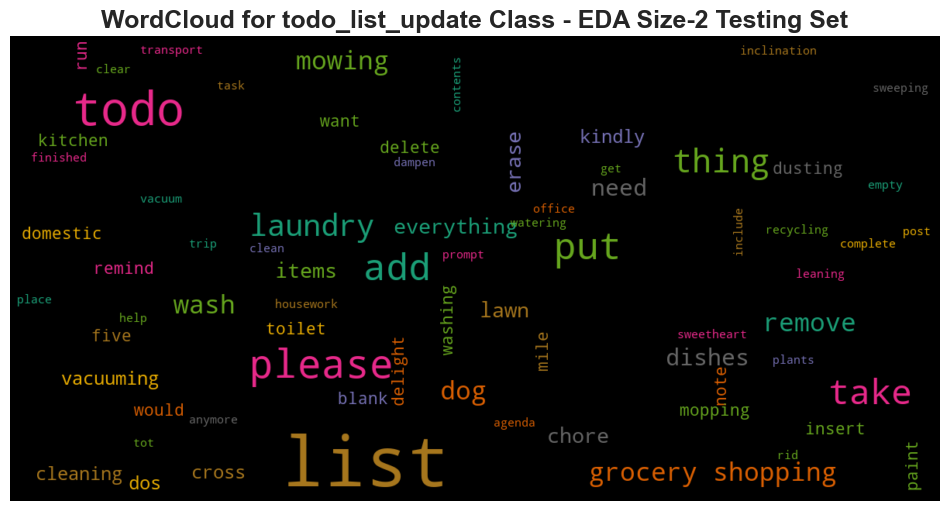 WordCloud for todo_list_update Class - EDA Size-2 Testing Set
run
transport
inclination
mowing
clear
contents
task
sweeping
todo
want
kindly
kitchen
delete
erase
thing
finished
dampen
get
dusting
need
empty
vacuum
office
laundry
everything
watering
include
recycling
post
domestic
trip
clean
put
complete
remind
items
add
prompt
leaning
place
wash
housework
washing
lawn
help
toilet
remove
five
mile
sweetheart
please
delight
dishes
plants
vacuuming
dog
note
take
blank
would
mopping
anymore
agenda
chore
insert
tot
list
rid
paint
cleaning
dos
cross
grocery shopping